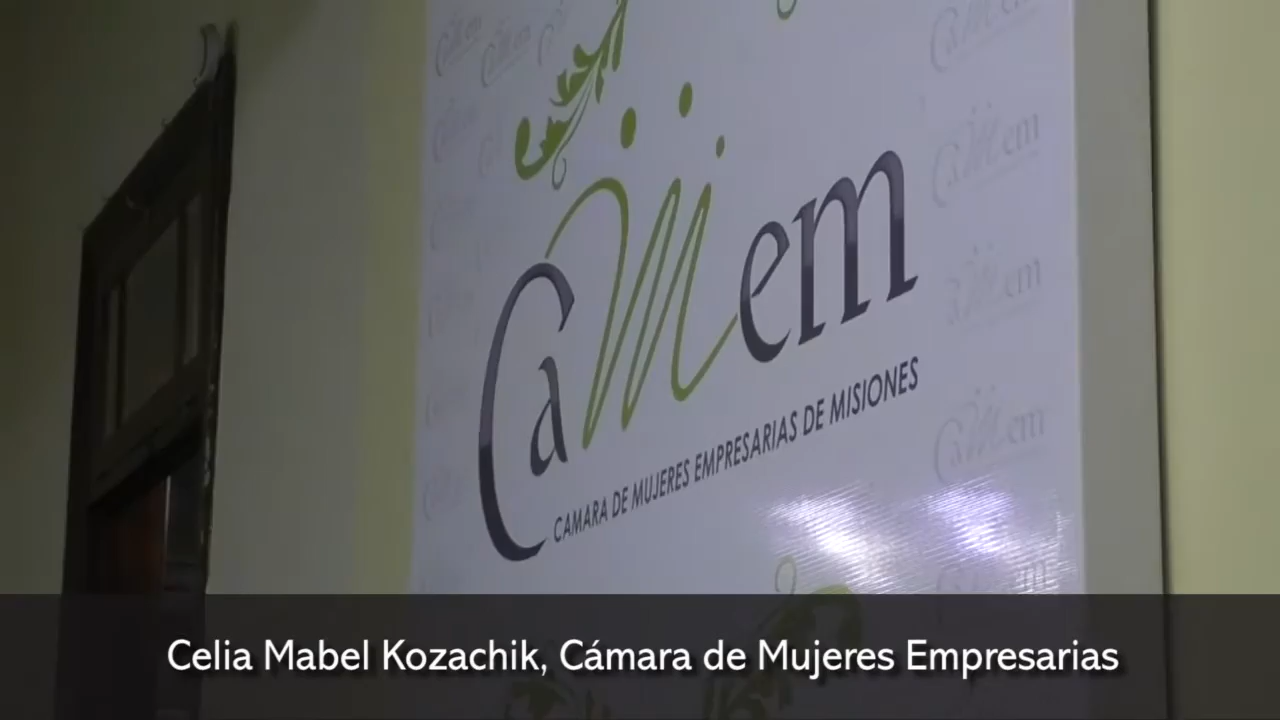 CaMem
CAMARA DE MUJERES EMPRESARIAS DE MISIONES
Celia Mabel Kozachik, Cámara de Mujeres Empresarias